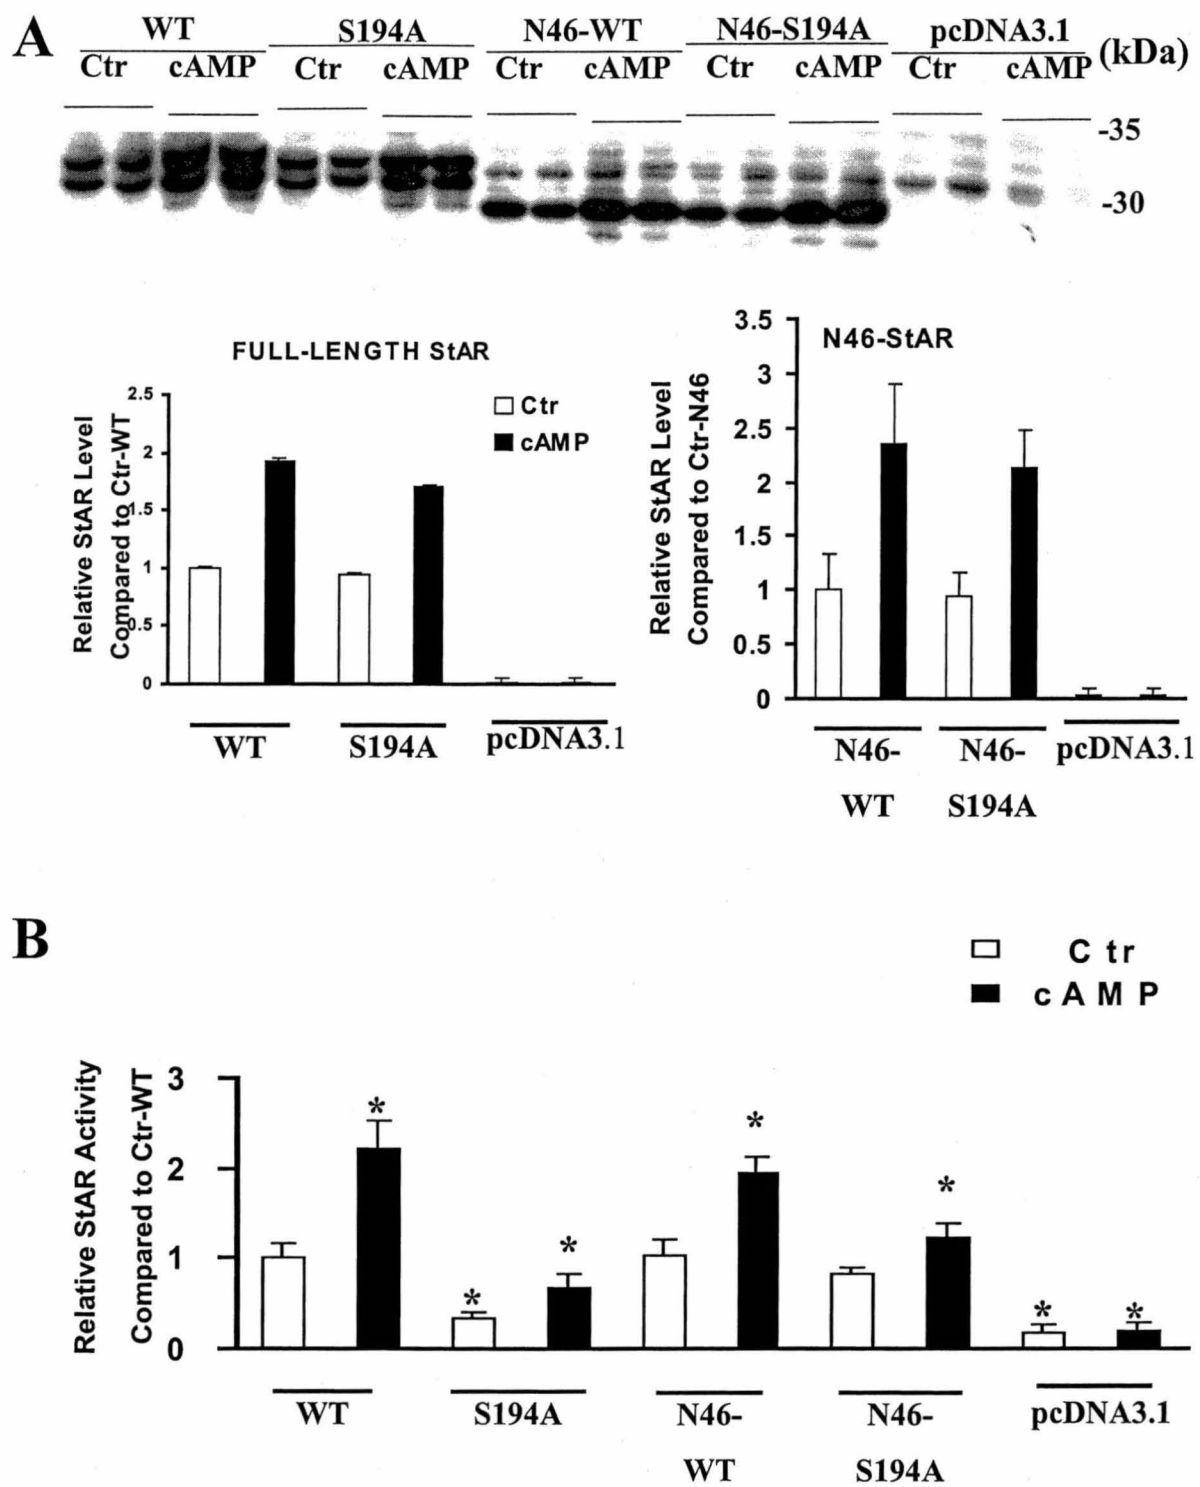 A
WT S194A N46-WT N46-S194A pcDNA3.1 (kDa)
Ctr cAMP Ctr cAMP Ctr cAMP Ctr cAMP Ctr cAMP
-35
-30
FULL-LENGTH StAR
Relative StAR Level
Compared to Ctr-WT
2.5
2
1.5
1
0.5
0
Ctr
cAMP
WT S194A pcDNA3.1
N46-StAR
Relative StAR Level
Compared to Ctr-N46
3.5
3
2.5
2
1.5
1
0.5
0
N46- N46- pcDNA3.1
WT S194A
B
Ctr
cAMP
Relative StAR Activity
Compared to Ctr-WT
3
2
1
0
* * * * * * *
WT S194A N46- N46- pcDNA3.1
WT S194A